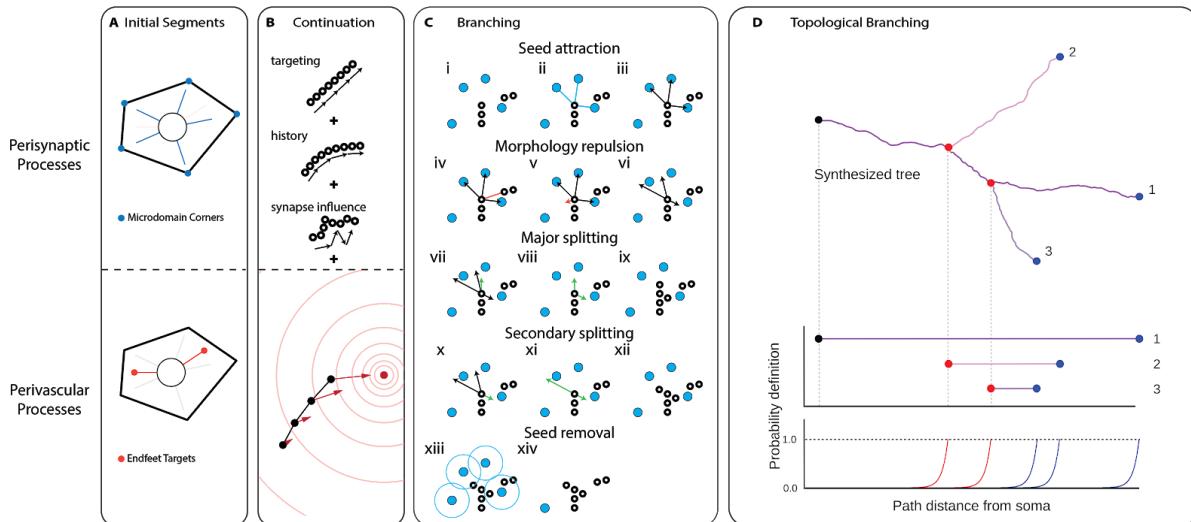 A Initial Segments
Perisynaptic
Processes
Microdomain Corners
Perivascular
Processes
Endfeet Targets
B Continuation
targeting
+
history
+
synapse influence
+
C Branching
Seed attraction
i ii iii
Morphology repulsion
iv v vi
Major splitting
vii viii ix
Secondary splitting
x xi xii
Seed removal
xiii xiv
D Topological Branching
2
Synthesized tree
1
3
1
2
3
Probability definition
1.0
0.0
Path distance from soma